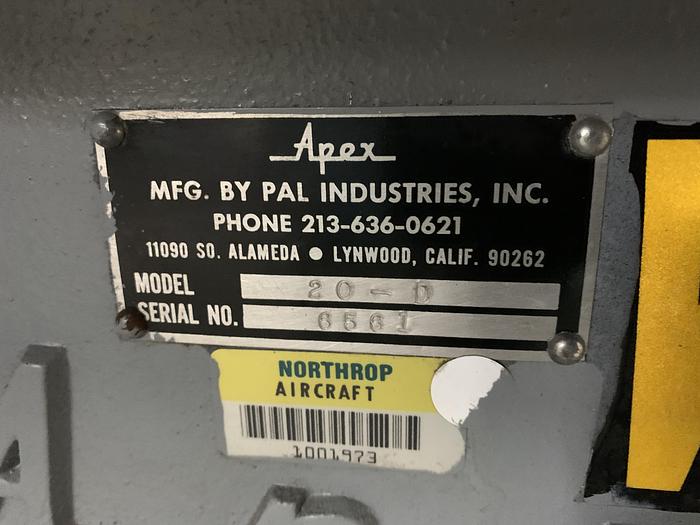 Apex
MFG. BY PAL INDUSTRIES, INC.
PHONE 213-636-0621
11090 SO. ALAMEDA ● LYNWOOD, CALIF. 90262
MODEL 20-D
SERIAL NO. 6561
NORTHROP
AIRCRAFT
1001973